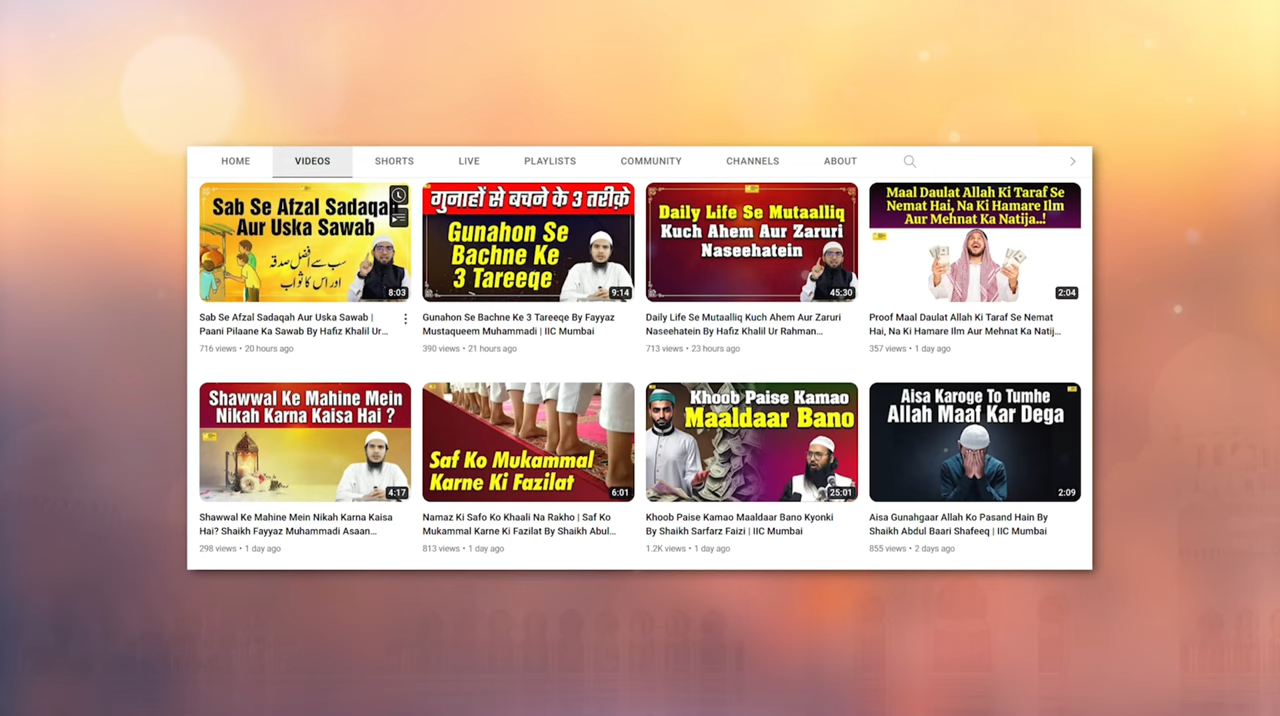 HOME VIDEOS SHORTS LIVE PLAYLISTS COMMUNITY CHANNELS ABOUT
Sab Se Afzal Sadaqah
Aur Uska Sawab
سب سے افضل صدقہ
اور اس کا ثواب
8:03
Sab Se Afzal Sadaqah Aur Uska Sawab |
Paani Pilaane Ka Sawab By Hafiz Khalil Ur...
716 views • 20 hours ago
गुनाहों से बचने के 3 तरीक़े
Gunahon Se
Bachne Ke
3 Tareeqe
9:14
Gunahon Se Bachne Ke 3 Tareeqe By Fayyaz
Mustaqueem Muhammadi | IIC Mumbai
390 views • 21 hours ago
Daily Life Se Mutaalliq
Kuch Ahem Aur Zaruri
Naseehatein
45:30
Daily Life Se Mutaalliq Kuch Ahem Aur Zaruri
Naseehatein By Hafiz Khalil Ur Rahman...
713 views • 23 hours ago
Maal Daulat Allah Ki Taraf Se
Nemat Hai, Na Ki Hamare Ilm
Aur Mehnat Ka Natija..!
2:04
Proof Maal Daulat Allah Ki Taraf Se Nemat
Hai, Na Ki Hamare Ilm Aur Mehnat Ka Natij...
357 views • 1 day ago
Shawwal Ke Mahine Mein
Nikah Karna Kaisa Hai ?
4:17
Shawwal Ke Mahine Mein Nikah Karna Kaisa
Hai? Shaikh Fayyaz Muhammadi Asaan...
298 views • 1 day ago
Saf Ko Mukammal
Karne Ki Fazilat
6:01
Namaz Ki Safo Ko Khaali Na Rakho | Saf Ko
Mukammal Karne Ki Fazilat By Shaikh Abul...
813 views • 1 day ago
Khoob Paise Kamao
Maaldaar Bano
25:01
Khoob Paise Kamao Maaldaar Bano Kyonki
By Shaikh Sarfarz Faizi | IIC Mumbai
1.2K views • 1 day ago
Aisa Karoge To Tumhe
Allah Maaf Kar Dega
2:09
Aisa Gunahgaar Allah Ko Pasand Hain By
Shaikh Abdul Baari Shafeeq | IIC Mumbai
855 views • 2 days ago